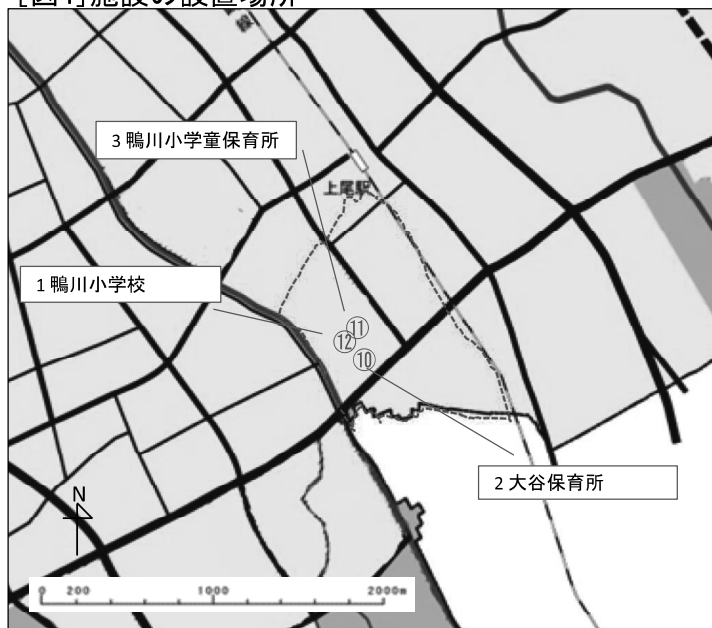 [図1]施設の設置場所
線
3 鴨川小学童保育所
上尾駅
1 鴨川小学校
⑪
⑫
⑩
2 大谷保育所
N
0 200 1000 2000m